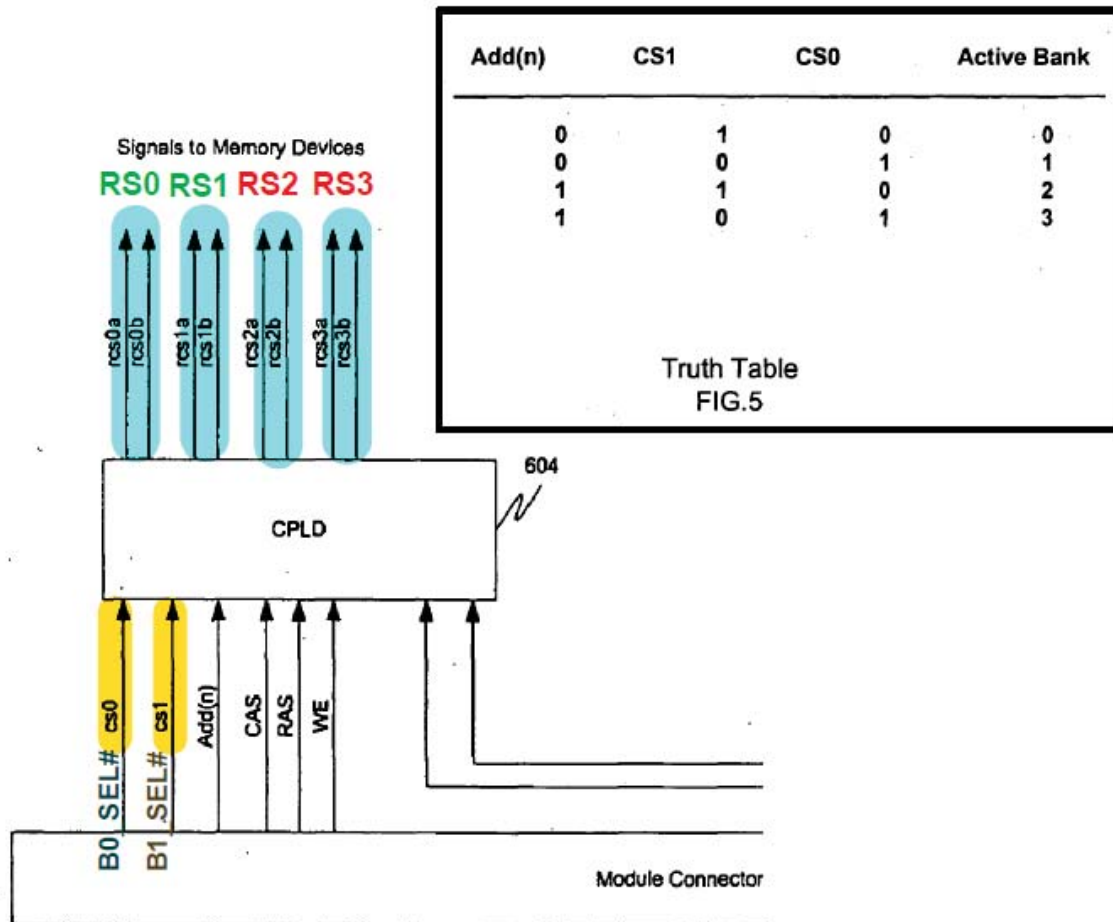 Add(n) CS1 CS0 Active Bank
0 1 0 0
0 0 1 1
1 1 0 2
1 0 1 3
Truth Table
FIG.5
Signals to Memory Devices
RS0 RS1 RS2 RS3
rcs0a
rcs0b
rcs1a
rcs1b
rcs2a
rcs2b
rcs3a
rcs3b
604
CPLD
B0_SEL# cs0
B1_SEL# cs1
Add(n)
CAS
RAS
WE
Module Connector